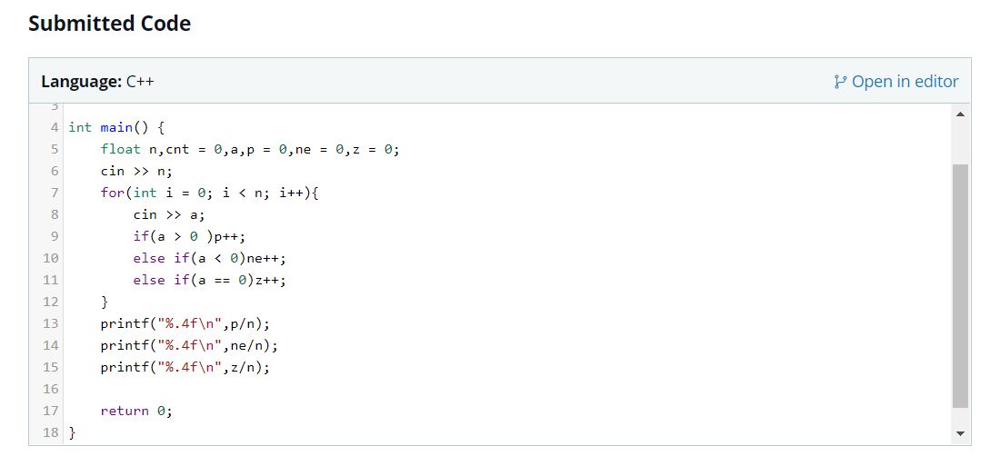 Submitted Code
Language: C++
Open in editor
3
4 int main() {
5     float n,cnt = 0,a,p = 0,ne = 0,z = 0;
6     cin >> n;
7     for(int i = 0; i < n; i++){
8         cin >> a;
9         if(a > 0 )p++;
10         else if(a < 0)ne++;
11         else if(a == 0)z++;
12     }
13     printf("%.4f\n",p/n);
14     printf("%.4f\n",ne/n);
15     printf("%.4f\n",z/n);
16
17     return 0;
18 }